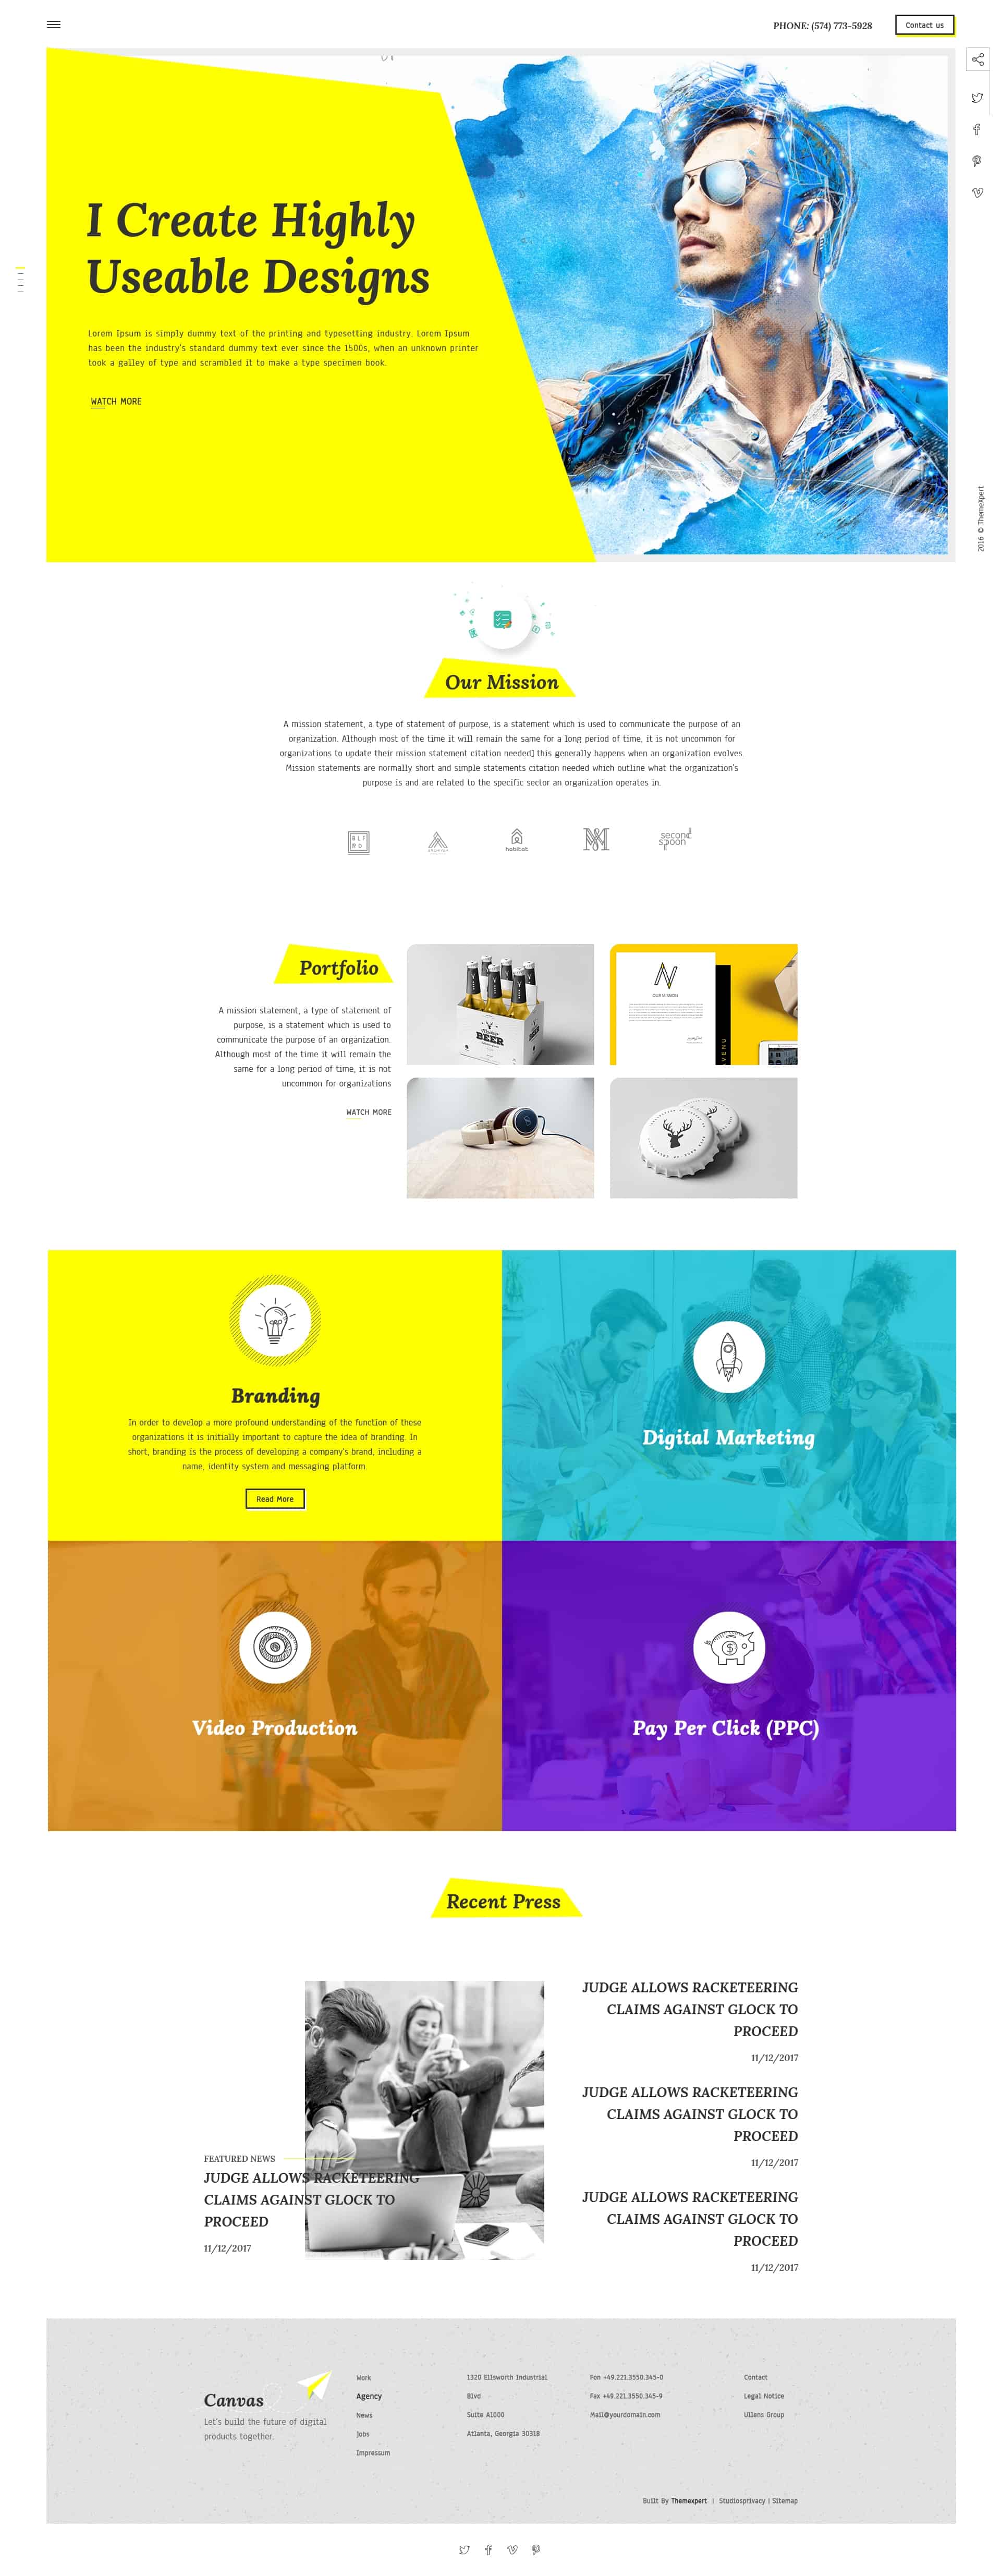 PHONE: (574) 773-5928
Contact us
I Create Highly
Useable Designs
Lorem Ipsum is simply dummy text of the printing and typesetting industry. Lorem Ipsum
has been the industry's standard dummy text ever since the 1500s, when an unknown printer
took a galley of type and scrambled it to make a type specimen book.
WATCH MORE
2016 © ThemeXpert
Our Mission
A mission statement, a type of statement of purpose, is a statement which is used to communicate the purpose of an
organization. Although most of the time it will remain the same for a long period of time, it is not uncommon for
organizations to update their mission statement citation needed] this generally happens when an organization evolves.
Mission statements are normally short and simple statements citation needed which outline what the organization's
purpose is and are related to the specific sector an organization operates in.
BLF
Rb
habitat
second
spoon
Portfolio
A mission statement, a type of statement of
purpose, is a statement which is used to
communicate the purpose of an organization.
Although most of the time it will remain the
same for a long period of time, it is not
uncommon for organizations
WATCH MORE
BEER
OUR MISSION
VENU
Branding
In order to develop a more profound understanding of the function of these
organizations it is initially important to capture the idea of branding. In
short, branding is the process of developing a company's brand, including a
name, identity system and messaging platform.
Read More
Digital Marketing
Video Production
Pay Per Click (PPC)
Recent Press
FEATURED NEWS
JUDGE ALLOWS RACKETEERING
CLAIMS AGAINST GLOCK TO
PROCEED
11/12/2017
JUDGE ALLOWS RACKETEERING
CLAIMS AGAINST GLOCK TO
PROCEED
11/12/2017
JUDGE ALLOWS RACKETEERING
CLAIMS AGAINST GLOCK TO
PROCEED
11/12/2017
JUDGE ALLOWS RACKETEERING
CLAIMS AGAINST GLOCK TO
PROCEED
11/12/2017
Canvas
Let's build the future of digital
products together.
Work
Agency
News
Jobs
Impressum
1320 Ellsworth Industrial
Blvd
Suite A1000
Atlanta, Georgia 30318
Fon +49.221.3550.345-0
Fax +49.221.3550.345-9
Mail@yourdomain.com
Contact
Legal Notice
Ullens Group
Built By Themexpert | Studiosprivacy | Sitemap